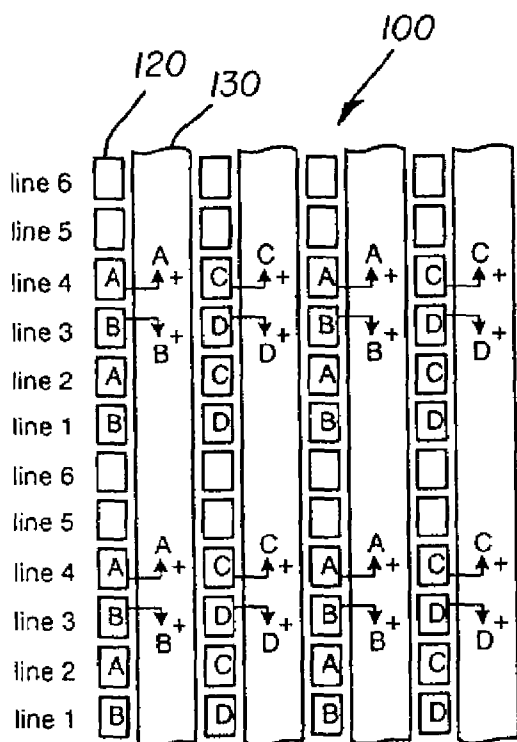 100
120 130
line 6
line 5
A C A C
line 4 A + C + A + C +
line 3 B + D + B + D +
B D B D
line 2 A C A C
line 1 B D B D
line 6
line 5
A C A C
line 4 A + C + A + C +
line 3 B + D + B + D +
B D B D
line 2 A C A C
line 1 B D B D